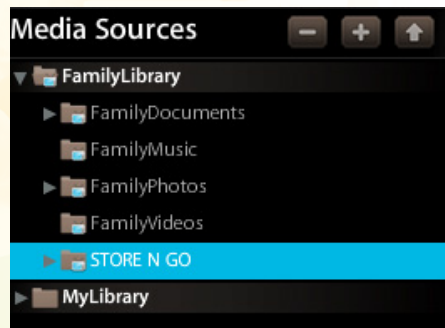 Media Sources
FamilyLibrary
FamilyDocuments
FamilyMusic
FamilyPhotos
FamilyVideos
STORE N GO
MyLibrary